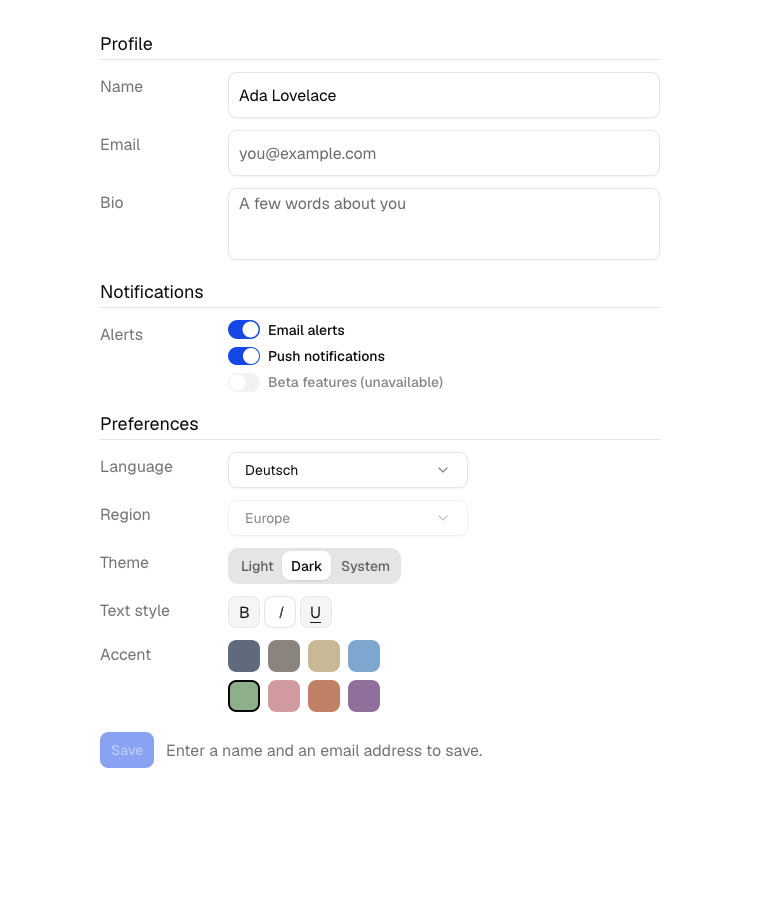 Profile
Name
Ada Lovelace
Email
you@example.com
Bio
A few words about you
Notifications
Alerts
Email alerts
Push notifications
Beta features (unavailable)
Preferences
Language
Deutsch
Region
Europe
Theme
Light Dark System
Text style
B I U
Accent
Save
Enter a name and an email address to save.